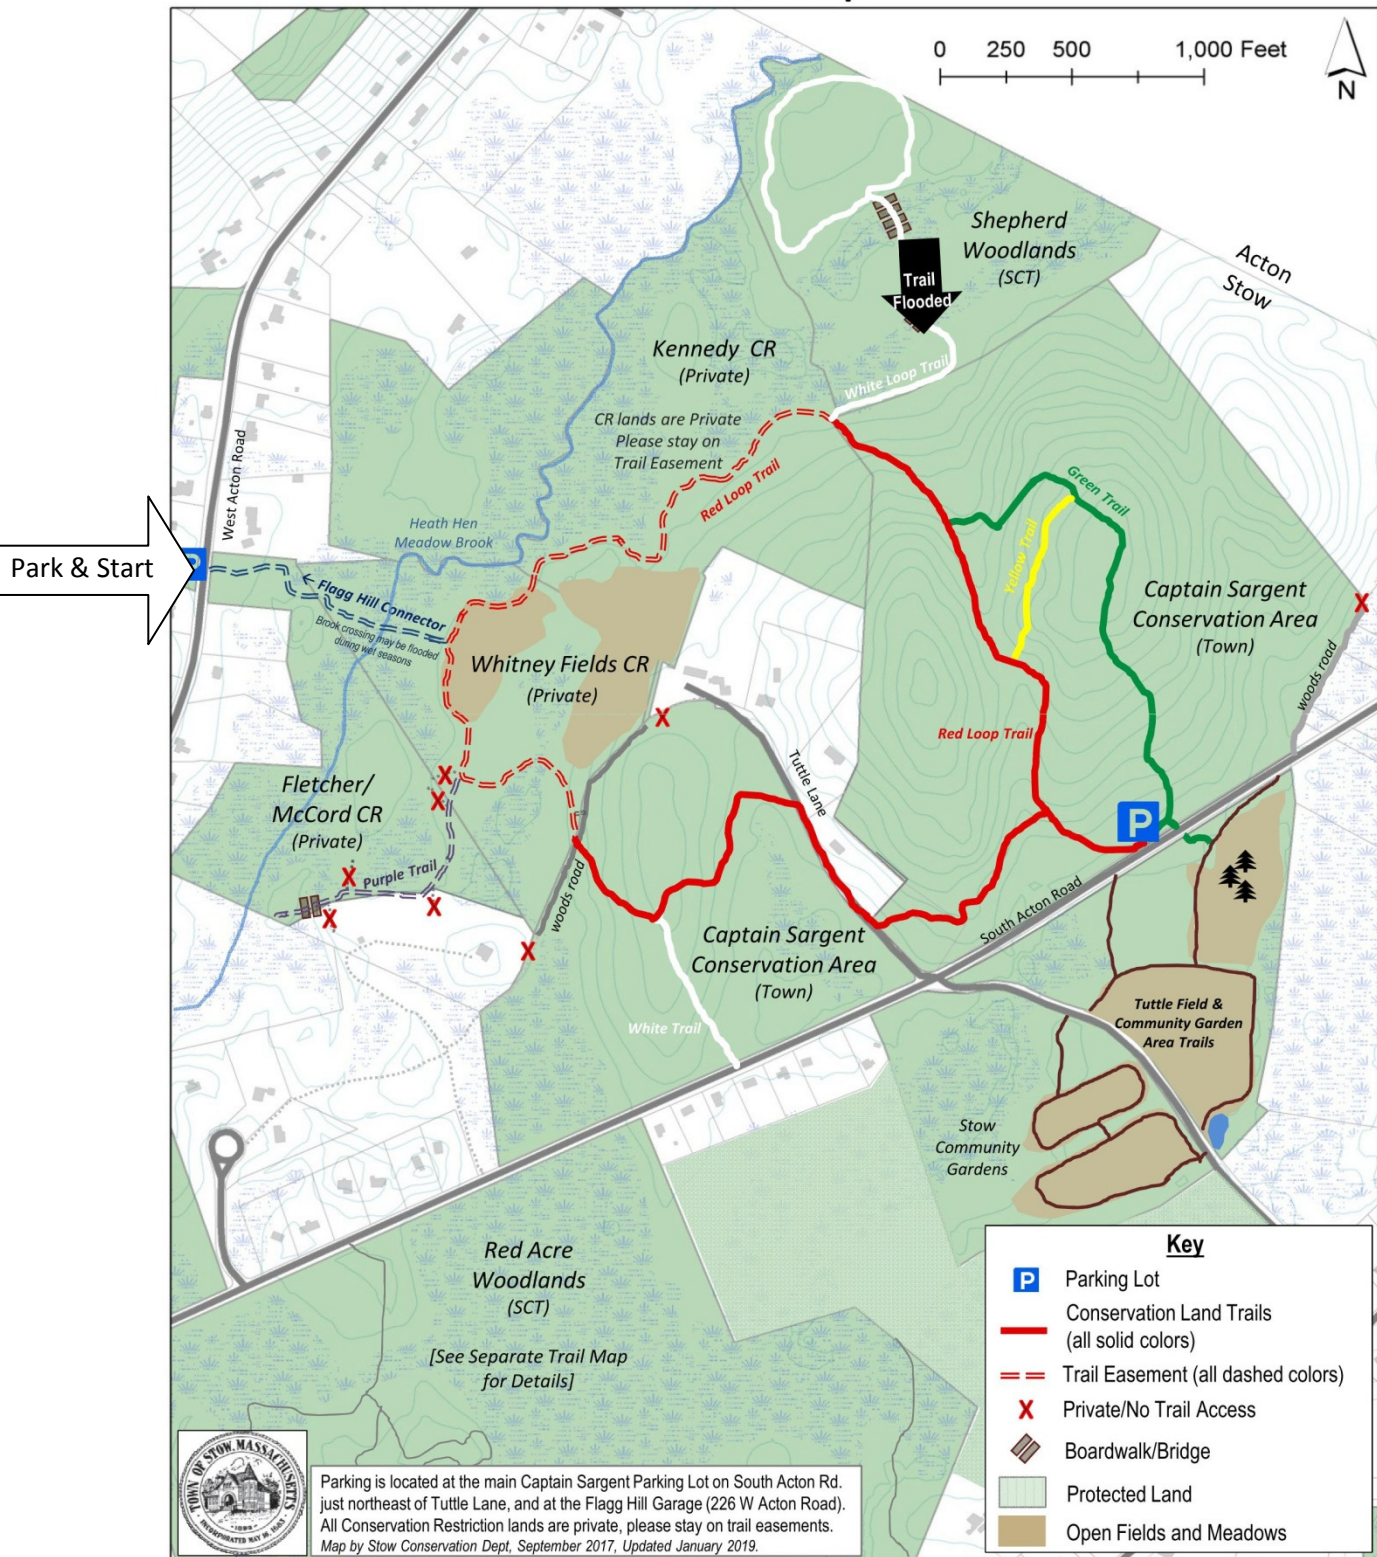 0 250 500 1,000 Feet
N
Shepherd
Woodlands
(SCT)
Acton
Stow
Trail
Flooded
Kennedy CR
(Private)
White Loop Trail
CR lands are Private
Please stay on
Trail Easement
Red Loop Trail
West Acton Road
Green Trail
Heath Hen
Meadow Brook
Yellow Trail
Park & Start
P
Flagg Hill Connector
Brook crossing may be flooded
during wet seasons
Captain Sargent
Conservation Area
(Town)
X
woods road
Whitney Fields CR
(Private)
X
Red Loop Trail
Tuttle Lane
Fletcher/
McCord CR
(Private)
X
X
P
X
Purple Trail
X
X
woods road
X
South Acton Road
Captain Sargent
Conservation Area
(Town)
White Trail
Tuttle Field &
Community Garden
Area Trails
Stow
Community
Gardens
Red Acre
Woodlands
(SCT)
[See Separate Trail Map
for Details]
Key
P Parking Lot
Conservation Land Trails
(all solid colors)
Trail Easement (all dashed colors)
X Private/No Trail Access
Boardwalk/Bridge
Protected Land
Open Fields and Meadows
TOWN OF STOW, MASSACHUSETTS
INCORPORATED MAY 16, 1683
Parking is located at the main Captain Sargent Parking Lot on South Acton Rd.
just northeast of Tuttle Lane, and at the Flagg Hill Garage (226 W Acton Road).
All Conservation Restriction lands are private, please stay on trail easements.
Map by Stow Conservation Dept, September 2017, Updated January 2019.